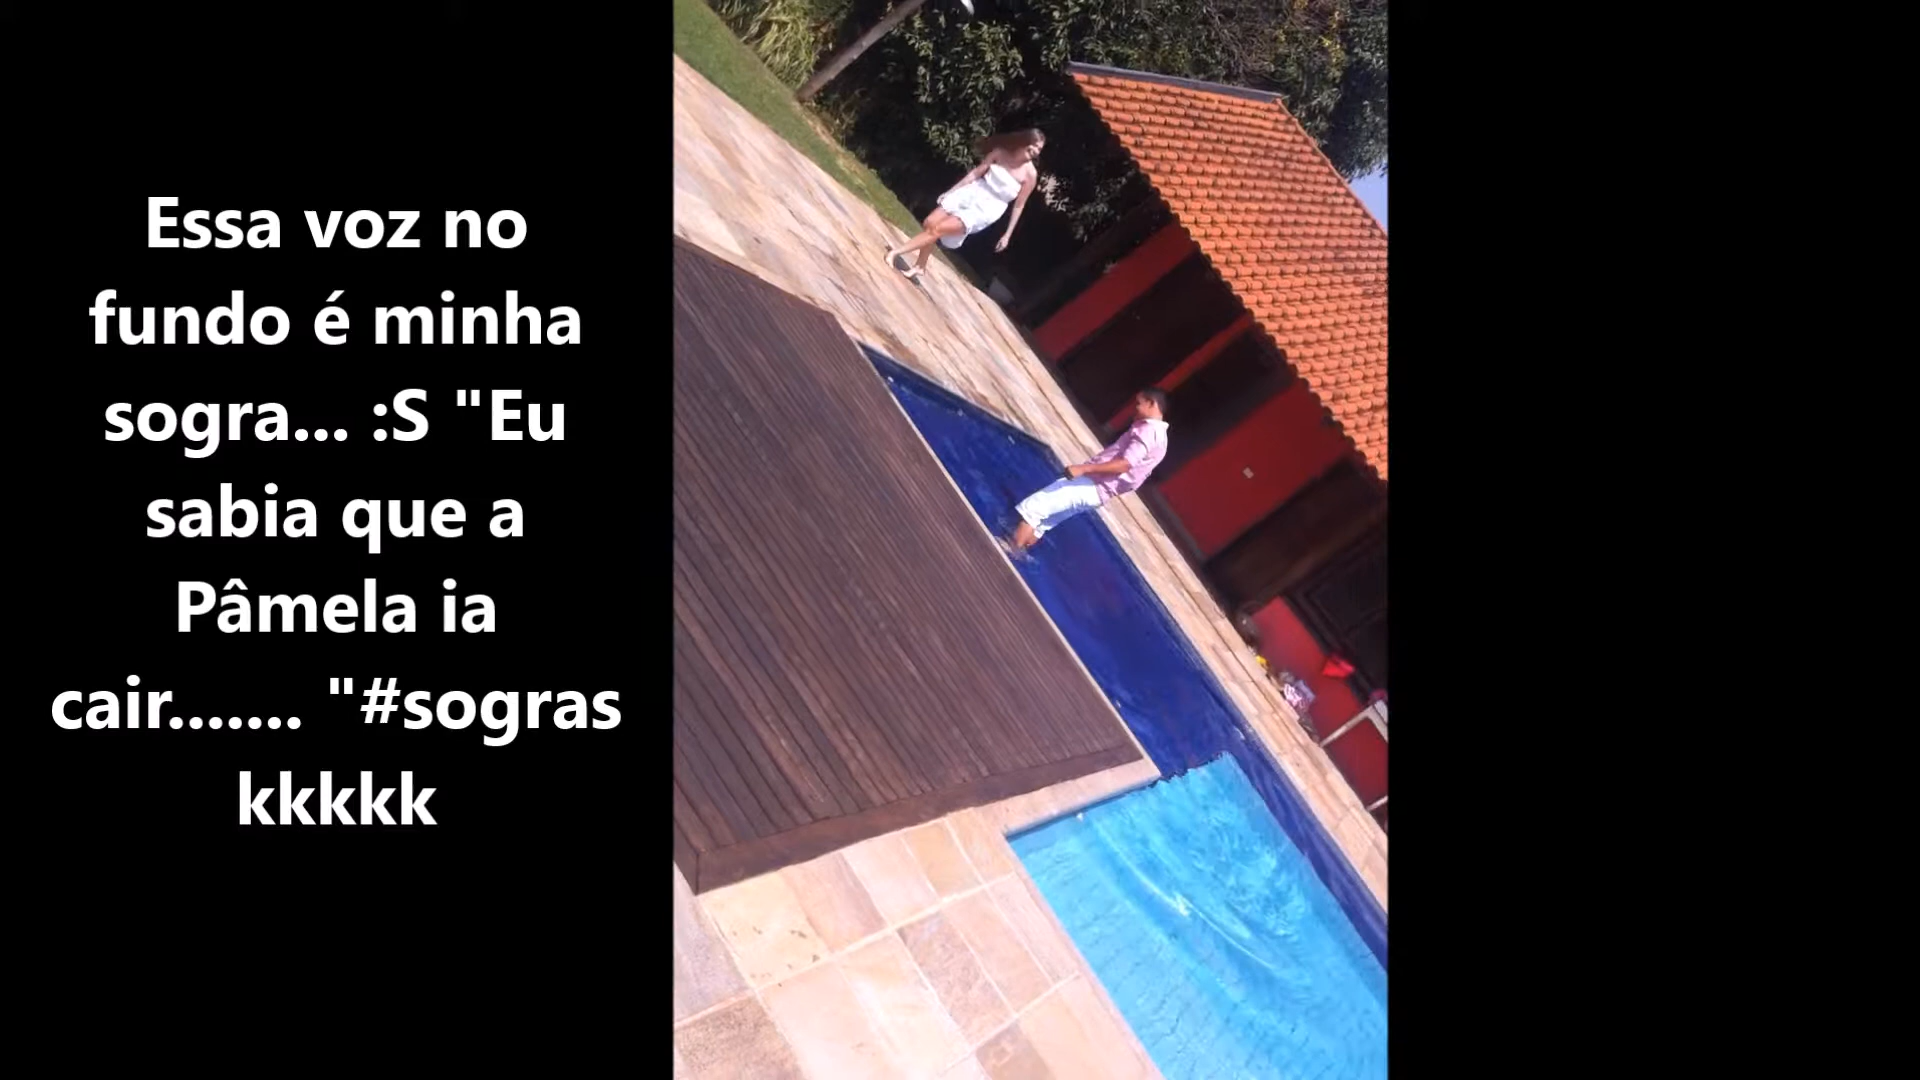 Essa voz no
fundo é minha
sogra... :S "Eu
sabia que a
Pâmela ia
cair....... "#sogras
kkkkk